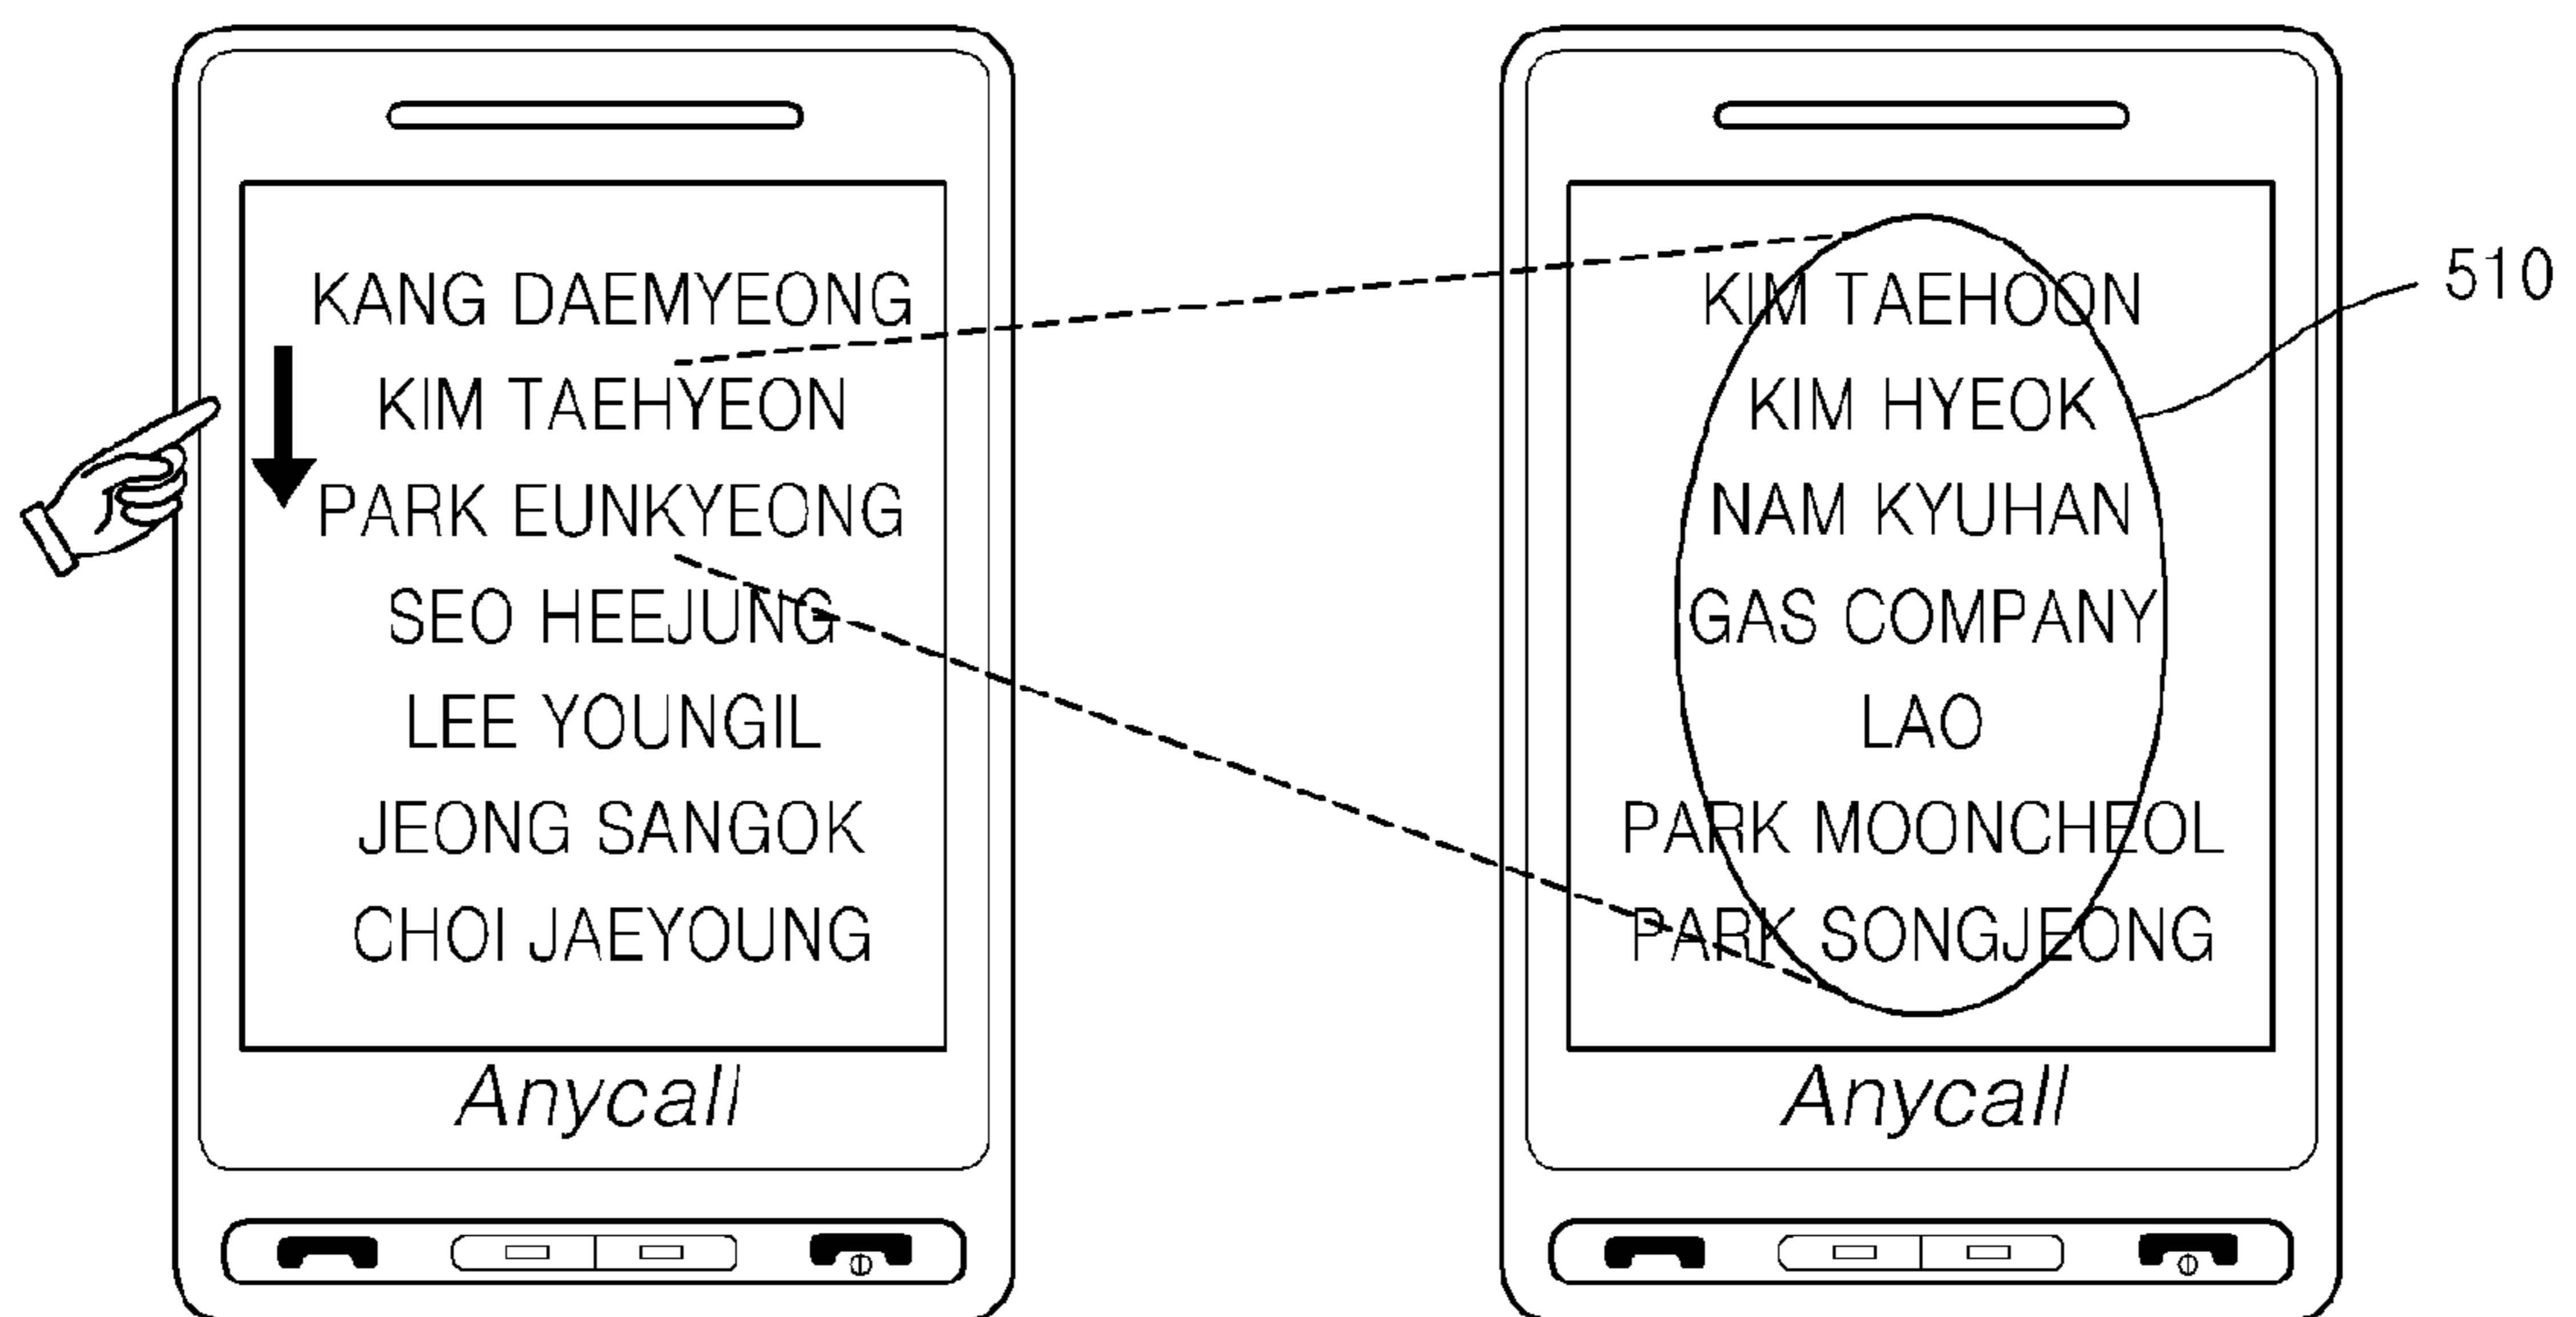 KANG DAEMYEONG
KIM TAEHYEON
PARK EUNKYEONG
SEO HEEJUNG
LEE YOUNGIL
JEONG SANGOK
CHOI JAEYOUNG
Anycall
KIM TAEHOON
KIM HYEOK
NAM KYUHAN
GAS COMPANY
LAO
PARK MOONCHEOL
PARK SONGJEONG
Anycall
510